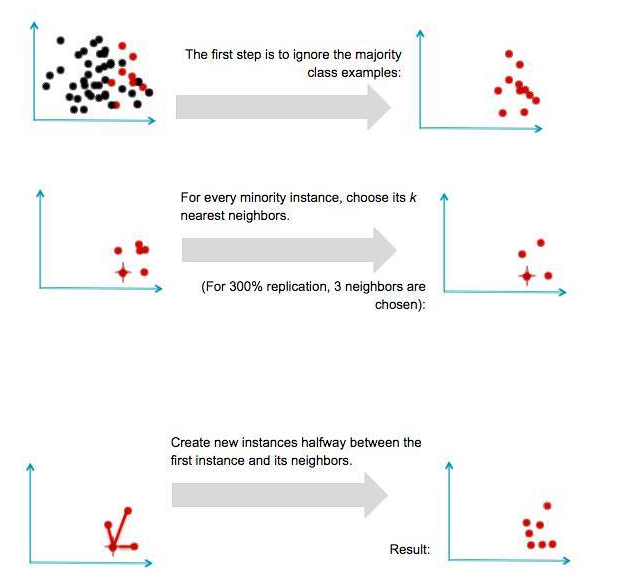 The first step is to ignore the majority
class examples:
For every minority instance, choose its k
nearest neighbors.
(For 300% replication, 3 neighbors are
chosen):
Create new instances halfway between the
first instance and its neighbors.
Result: